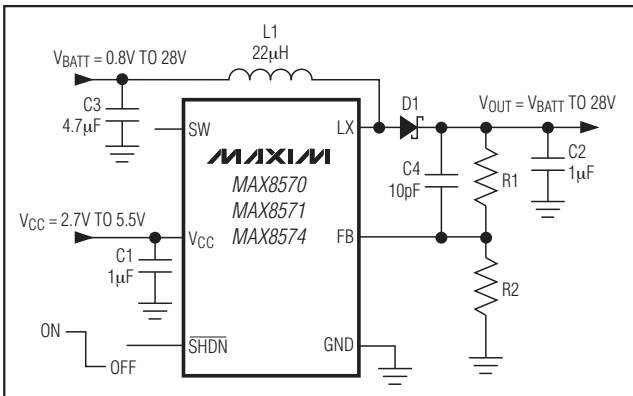 L1
22μH
VBATT = 0.8V TO 28V
C3
4.7μF
SW
LX
D1
VOUT = VBATT TO 28V
MAXIM
MAX8570
MAX8571
MAX8574
C4
10pF
R1
C2
1μF
VCC = 2.7V TO 5.5V
VCC
FB
C1
1μF
R2
ON
OFF
SHDN
GND